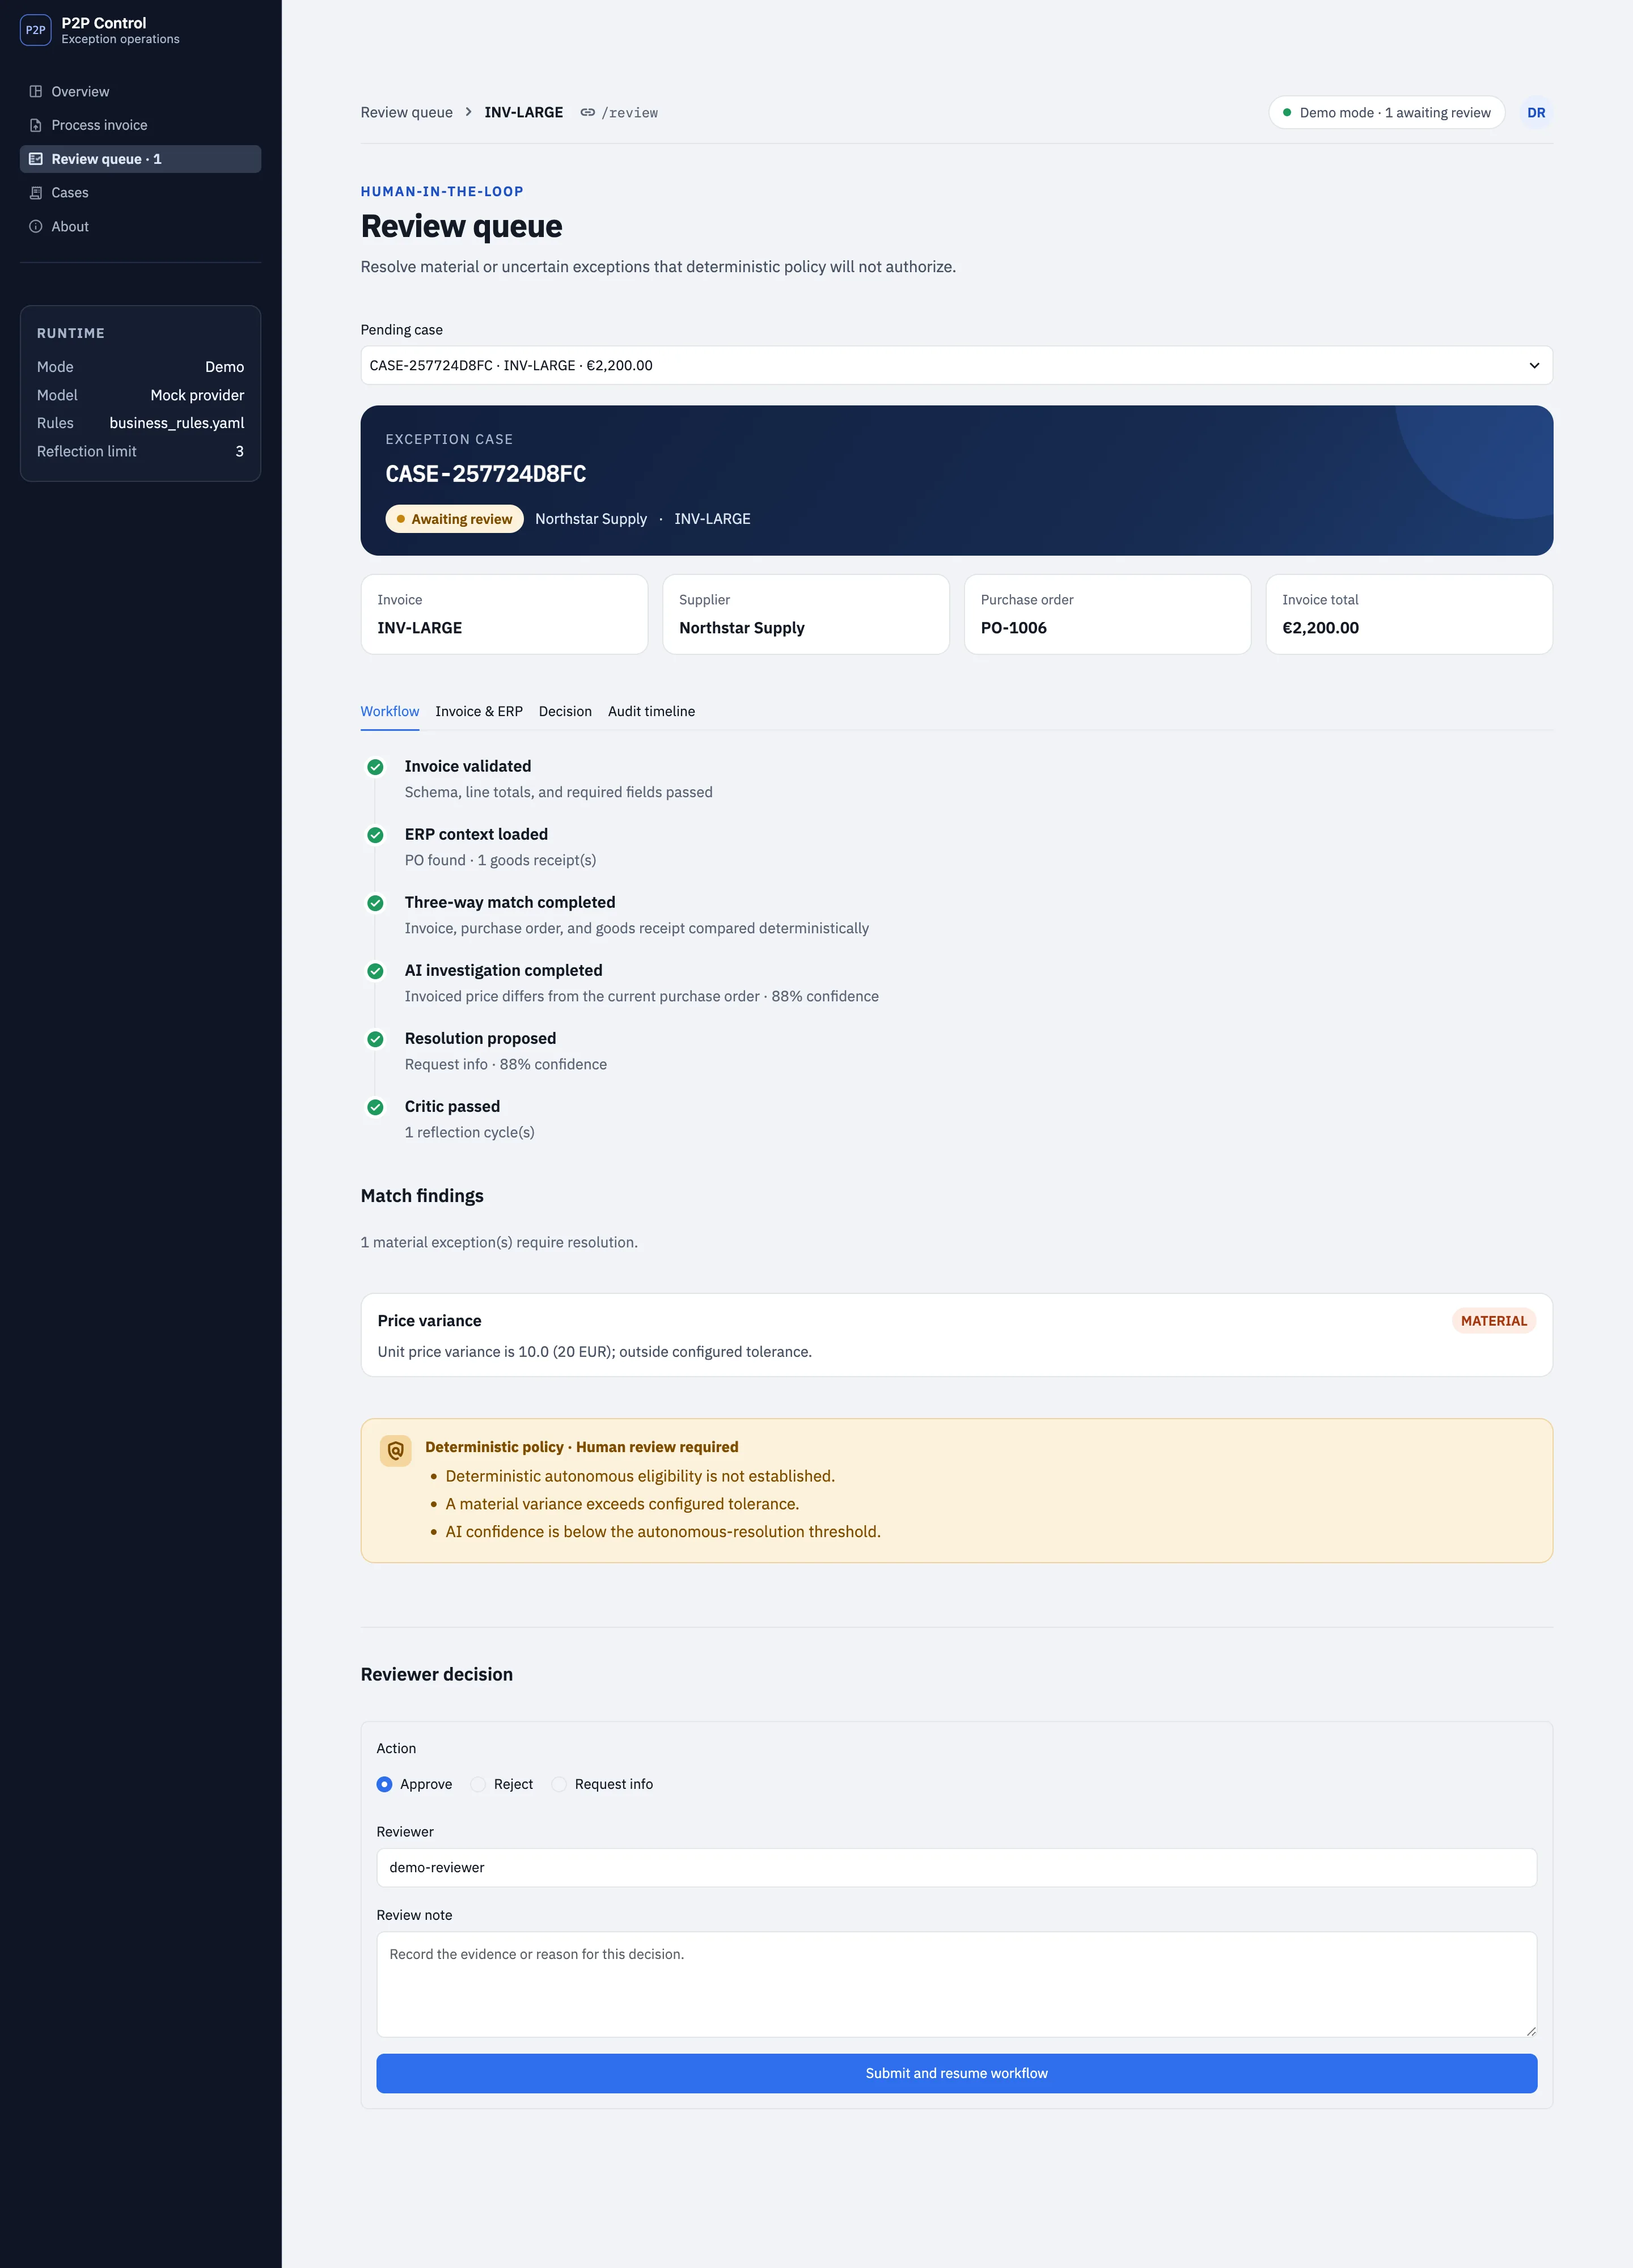 P2P
P2P Control
Exception operations
Overview
Process invoice
Review queue · 1
Cases
About
RUNTIME
Mode Demo
Model Mock provider
Rules business_rules.yaml
Reflection limit 3
Review queue > INV-LARGE /review
Demo mode · 1 awaiting review
DR
HUMAN-IN-THE-LOOP
Review queue
Resolve material or uncertain exceptions that deterministic policy will not authorize.
Pending case
CASE-257724D8FC · INV-LARGE · €2,200.00
EXCEPTION CASE
CASE-257724D8FC
Awaiting review Northstar Supply · INV-LARGE
Invoice
INV-LARGE
Supplier
Northstar Supply
Purchase order
PO-1006
Invoice total
€2,200.00
Workflow Invoice & ERP Decision Audit timeline
Invoice validated
Schema, line totals, and required fields passed
ERP context loaded
PO found · 1 goods receipt(s)
Three-way match completed
Invoice, purchase order, and goods receipt compared deterministically
AI investigation completed
Invoiced price differs from the current purchase order · 88% confidence
Resolution proposed
Request info · 88% confidence
Critic passed
1 reflection cycle(s)
Match findings
1 material exception(s) require resolution.
Price variance
MATERIAL
Unit price variance is 10.0 (20 EUR); outside configured tolerance.
Deterministic policy · Human review required
• Deterministic autonomous eligibility is not established.
• A material variance exceeds configured tolerance.
• AI confidence is below the autonomous-resolution threshold.
Reviewer decision
Action
Approve Reject Request info
Reviewer
demo-reviewer
Review note
Record the evidence or reason for this decision.
Submit and resume workflow